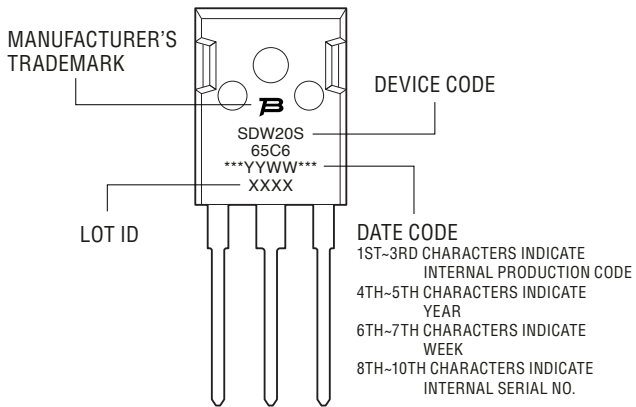 MANUFACTURER'S
TRADEMARK
DEVICE CODE
SDW20S
65C6
***YYWW***
XXXX
LOT ID
DATE CODE
1ST~3RD CHARACTERS INDICATE
INTERNAL PRODUCTION CODE
4TH~5TH CHARACTERS INDICATE
YEAR
6TH~7TH CHARACTERS INDICATE
WEEK
8TH~10TH CHARACTERS INDICATE
INTERNAL SERIAL NO.